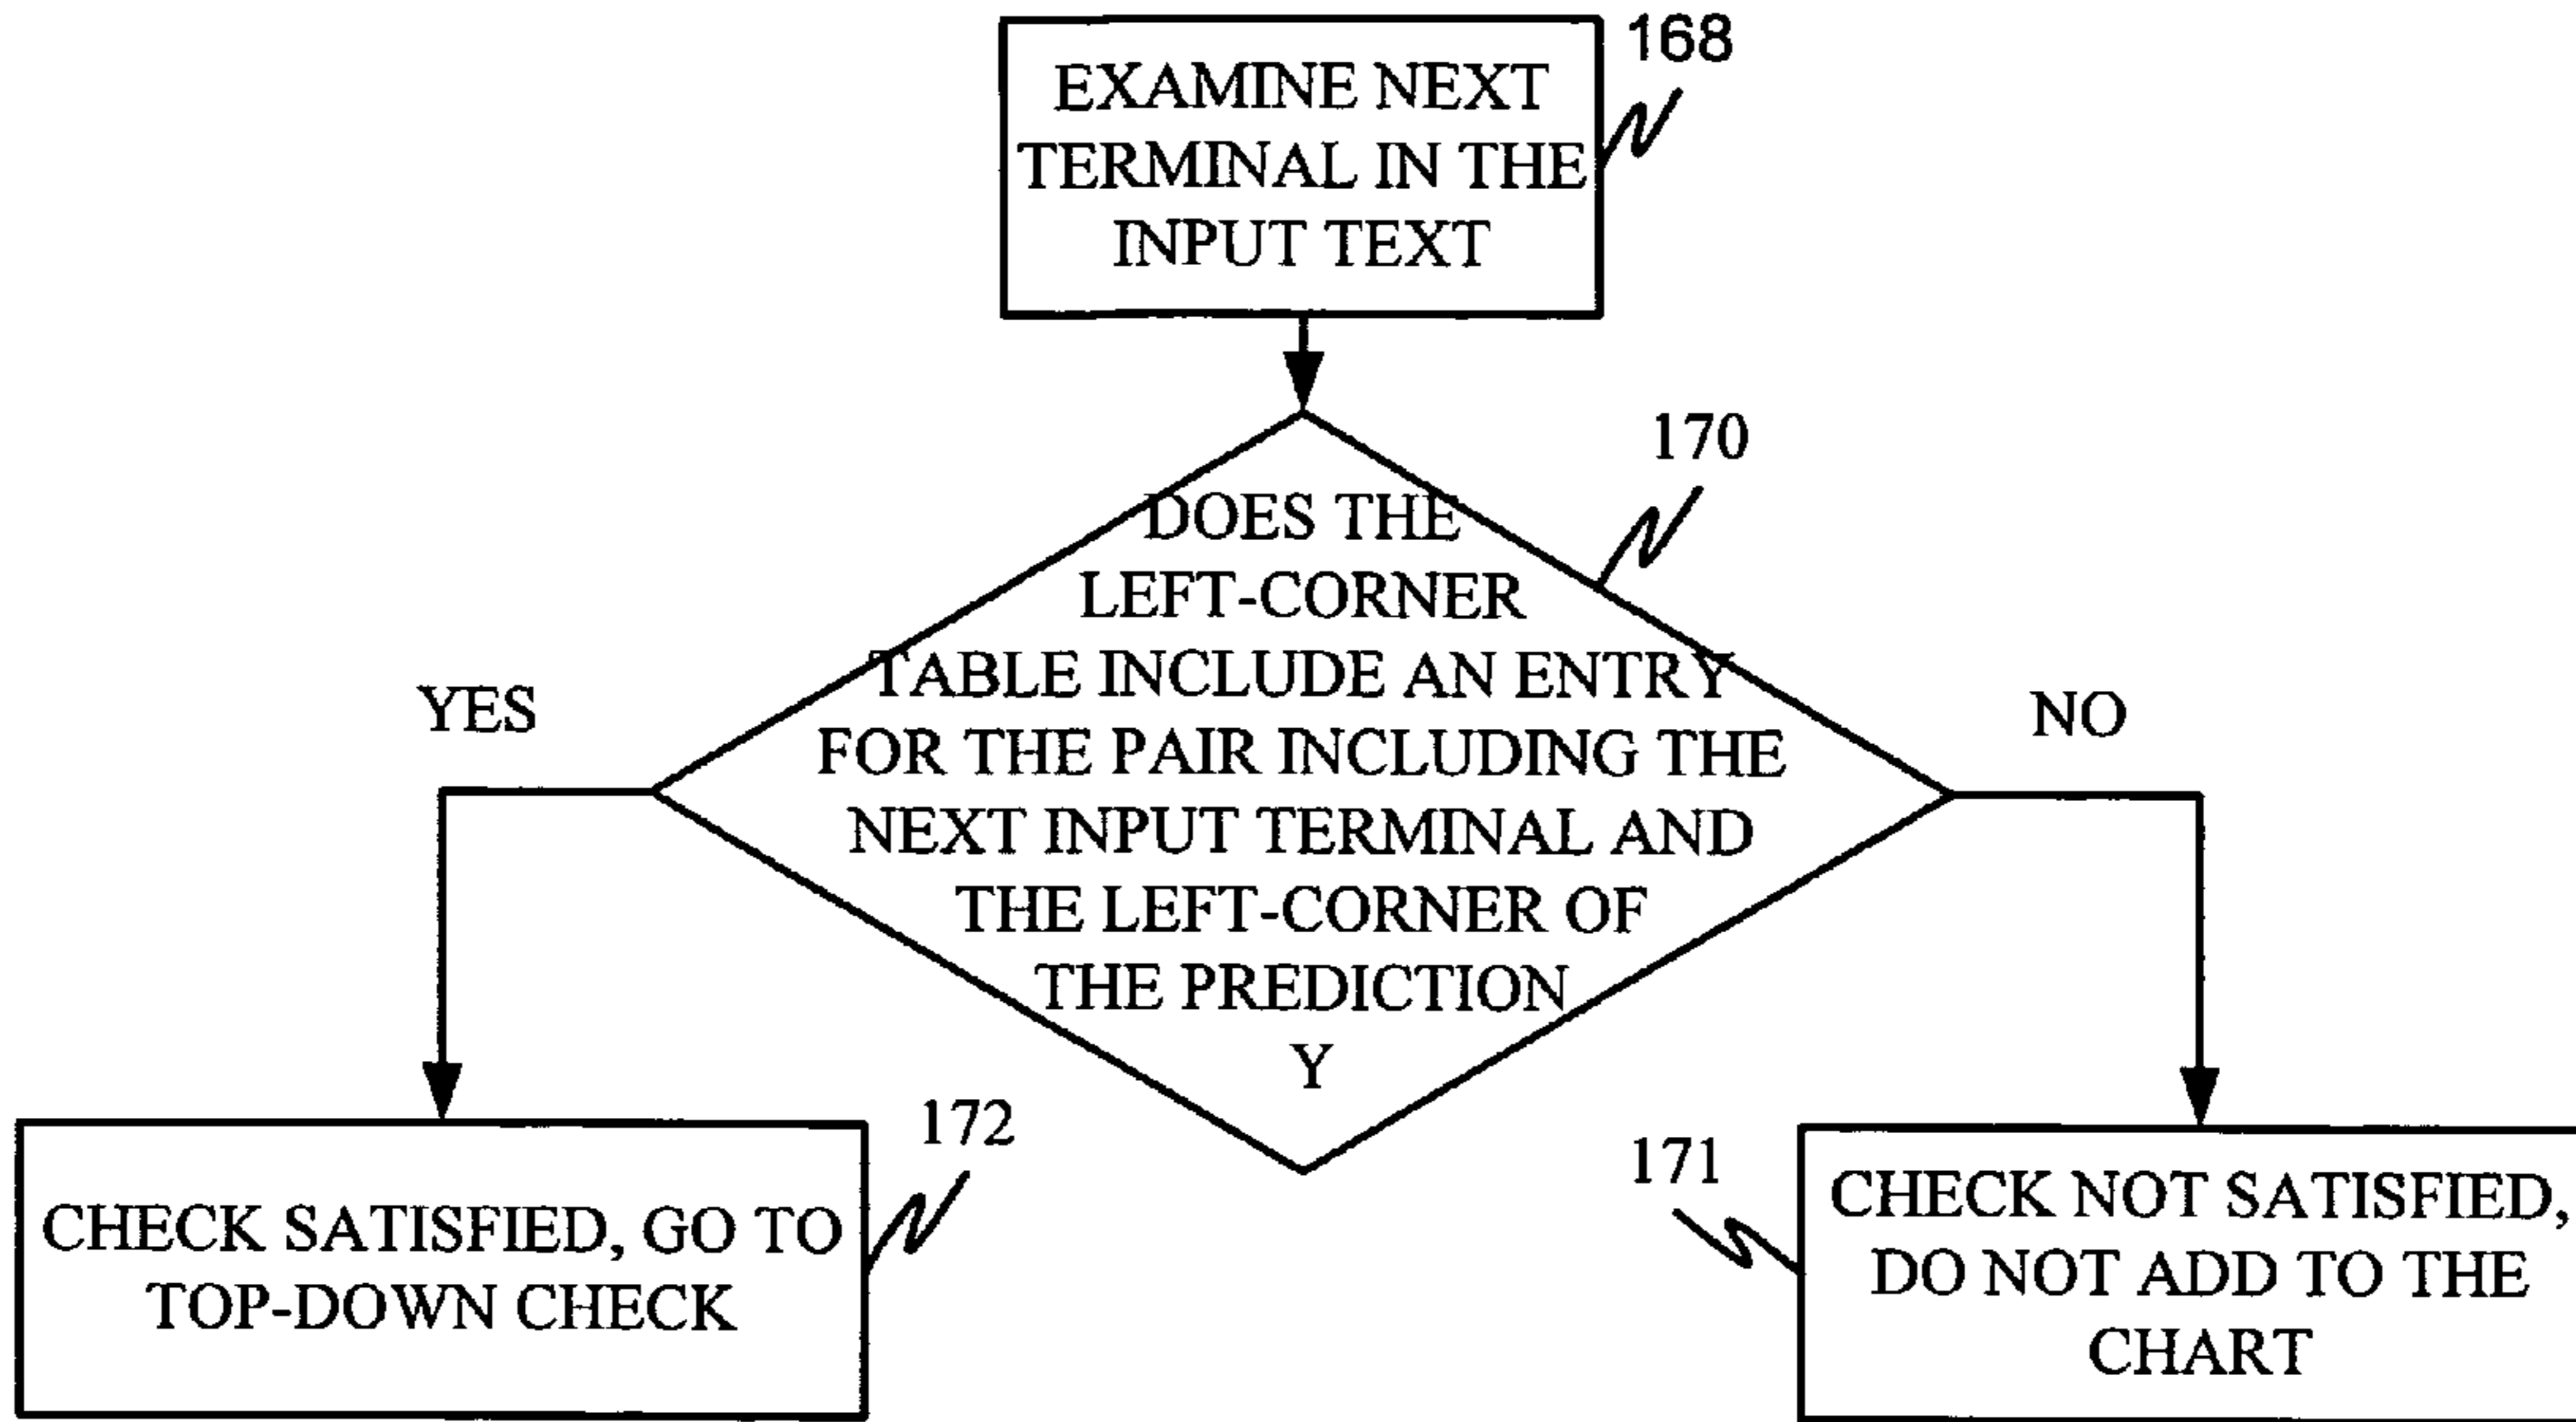 168
EXAMINE NEXT
TERMINAL IN THE
INPUT TEXT
170
DOES THE
LEFT-CORNER
TABLE INCLUDE AN ENTRY
FOR THE PAIR INCLUDING THE
NEXT INPUT TERMINAL AND
THE LEFT-CORNER OF
THE PREDICTION
Y
YES
NO
172
CHECK SATISFIED, GO TO
TOP-DOWN CHECK
171
CHECK NOT SATISFIED,
DO NOT ADD TO THE
CHART